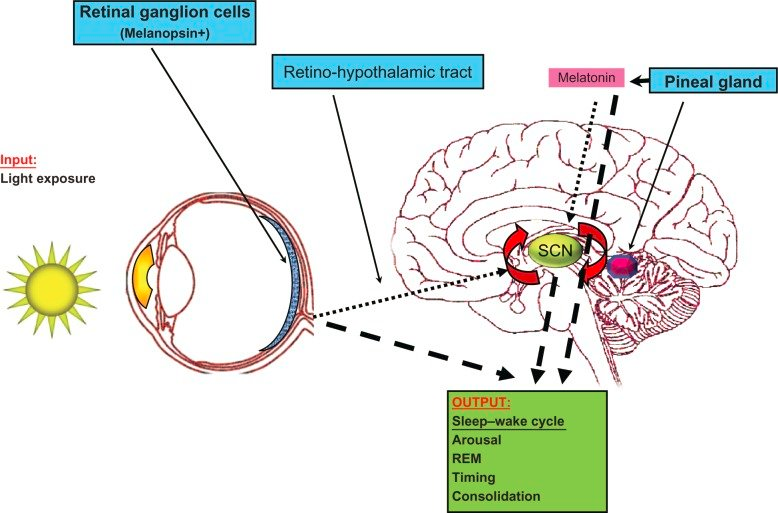 Retinal ganglion cells
(Melanopsin+)
Retino-hypothalamic tract
Melatonin
Pineal gland
Input:
Light exposure
SCN
OUTPUT:
Sleep–wake cycle
Arousal
REM
Timing
Consolidation